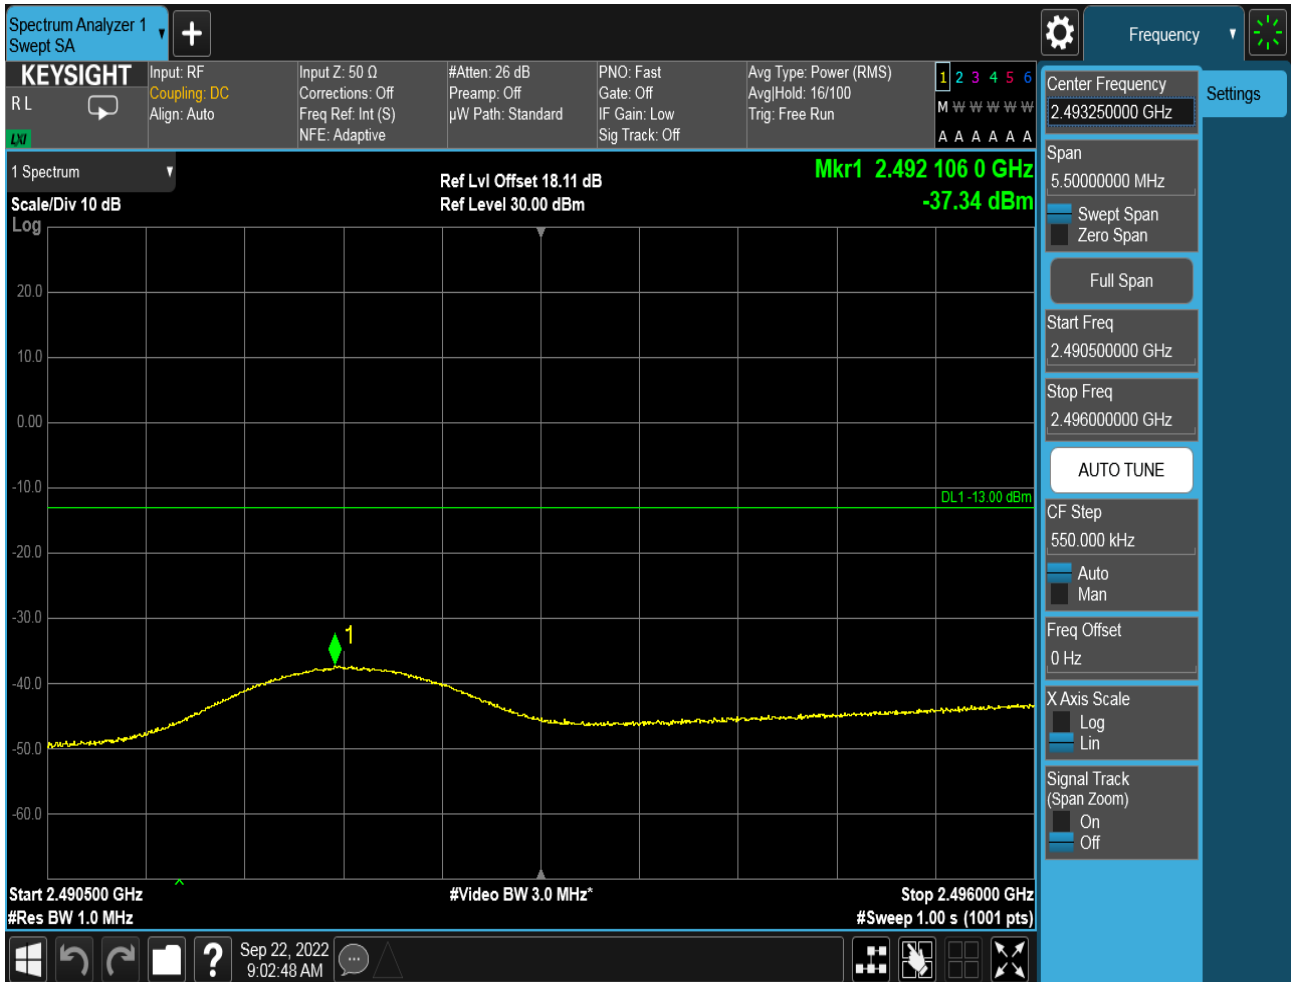 Spectrum Analyzer 1
Swept SA
Frequency
KEYSIGHT
R L
LXI
Input: RF
Coupling: DC
Align: Auto
Input Z: 50 Ω
Corrections: Off
Freq Ref: Int (S)
NFE: Adaptive
#Atten: 26 dB
Preamp: Off
µW Path: Standard
PNO: Fast
Gate: Off
IF Gain: Low
Sig Track: Off
Avg Type: Power (RMS)
Avg|Hold: 16/100
Trig: Free Run
1 2 3 4 5 6
M W W W W W
A A A A A A
Center Frequency
2.493250000 GHz
Settings
Span
5.50000000 MHz
Swept Span
Zero Span
Full Span
Start Freq
2.490500000 GHz
Stop Freq
2.496000000 GHz
AUTO TUNE
CF Step
550.000 kHz
Auto
Man
Freq Offset
0 Hz
X Axis Scale
Log
Lin
Signal Track
(Span Zoom)
On
Off
1 Spectrum
Scale/Div 10 dB
Log
Ref Lvl Offset 18.11 dB
Ref Level 30.00 dBm
Mkr1 2.492 106 0 GHz
-37.34 dBm
20.0
10.0
0.00
-10.0
DL1 -13.00 dBm
-20.0
-30.0
1
-40.0
-50.0
-60.0
Start 2.490500 GHz
#Video BW 3.0 MHz*
Stop 2.496000 GHz
#Res BW 1.0 MHz
#Sweep 1.00 s (1001 pts)
?
Sep 22, 2022
9:02:48 AM